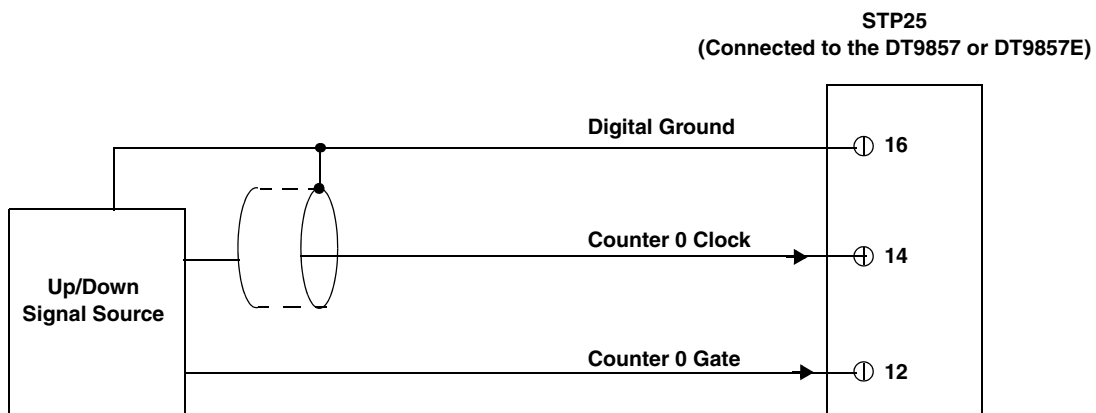 STP25
(Connected to the DT9857 or DT9857E)
Digital Ground
16
Counter 0 Clock
14
Up/Down
Signal Source
Counter 0 Gate
12